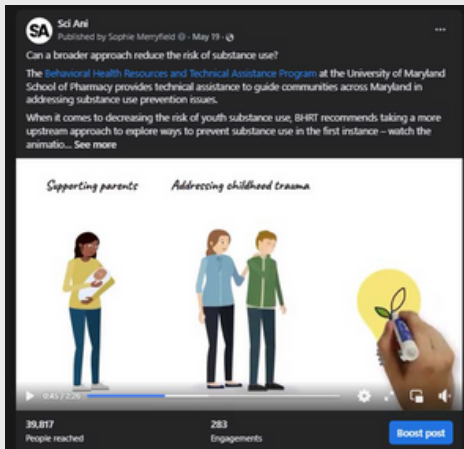 SA
Sci Ani
Published by Sophie Merryfield · May 19 ·
Can a broader approach reduce the risk of substance use?
The Behavioral Health Resources and Technical Assistance Program at the University of Maryland
School of Pharmacy provides technical assistance to guide communities across Maryland in
addressing substance use prevention issues.
When it comes to decreasing the risk of youth substance use, BHRT recommends taking a more
upstream approach to explore ways to prevent substance use in the first instance – watch the
animatio... See more
Supporting parents Addressing childhood trauma
0:45 / 2:26
39,817 283
People reached Engagements
Boost post